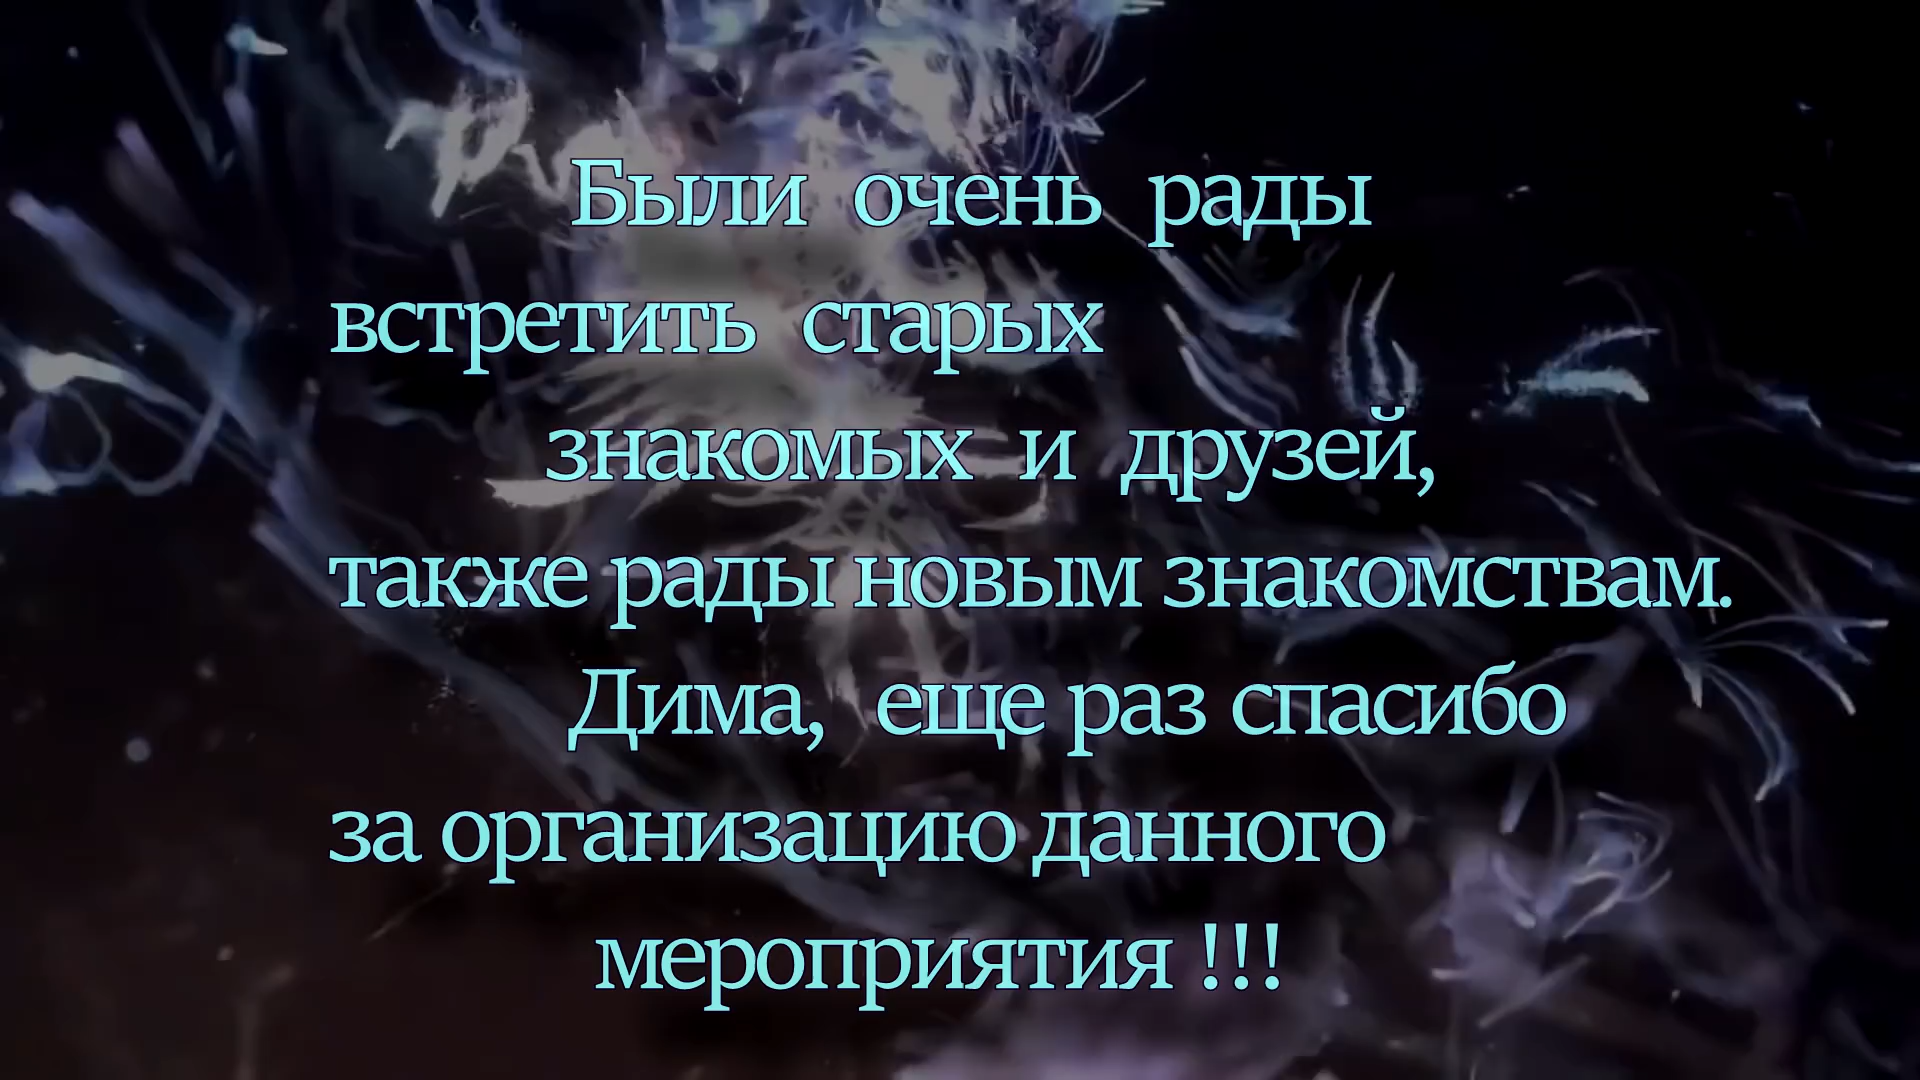 Были очень рады
встретить старых
знакомых и друзей,
также рады новым знакомствам.
Дима, еще раз спасибо
за организацию данного
мероприятия !!!